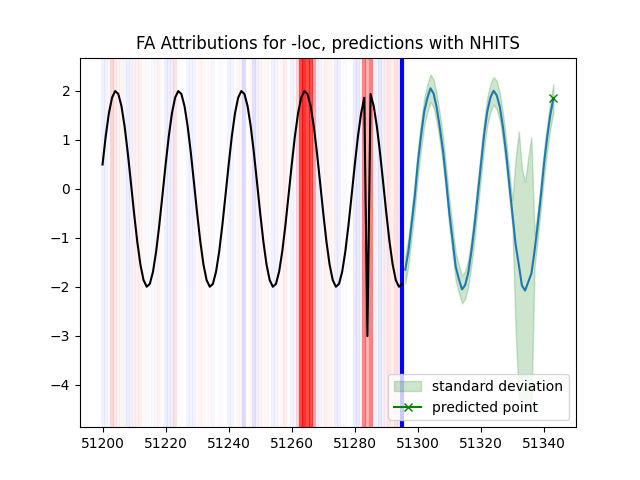 FA Attributions for -loc, predictions with NHITS
2
1
0
−1
−2
−3
−4
standard deviation
predicted point
51200 51220 51240 51260 51280 51300 51320 51340